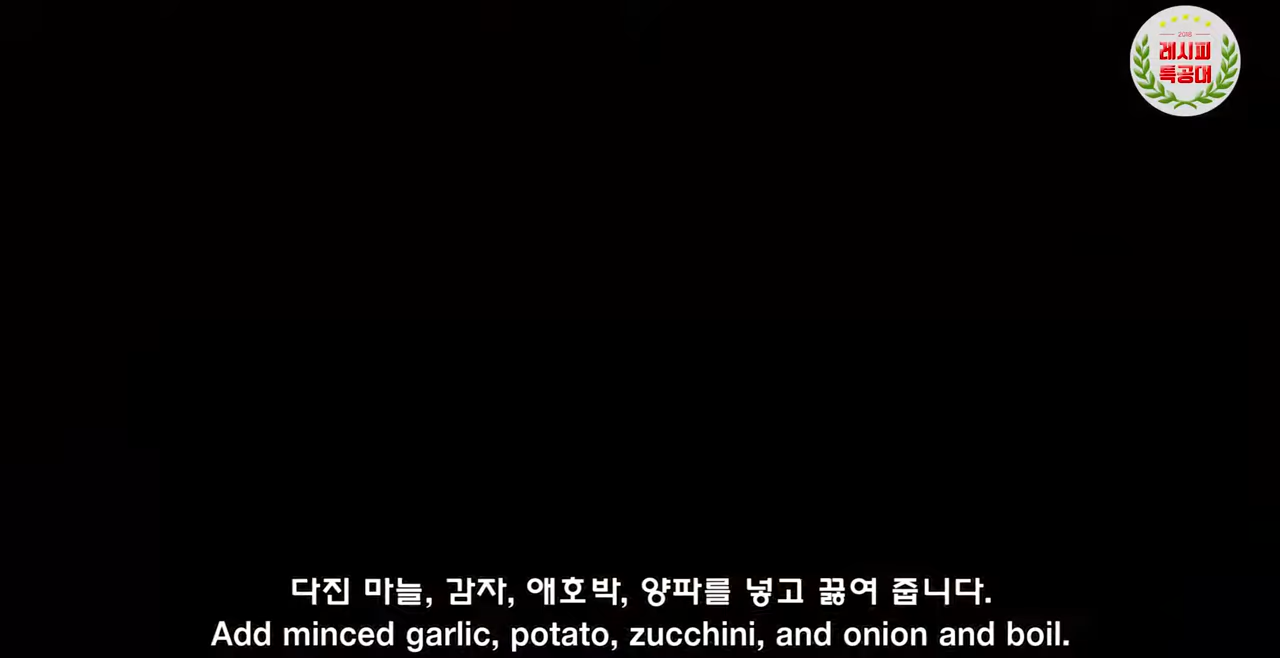 2018
레시피
특공대
다진 마늘, 감자, 애호박, 양파를 넣고 끓여 줍니다.
Add minced garlic, potato, zucchini, and onion and boil.